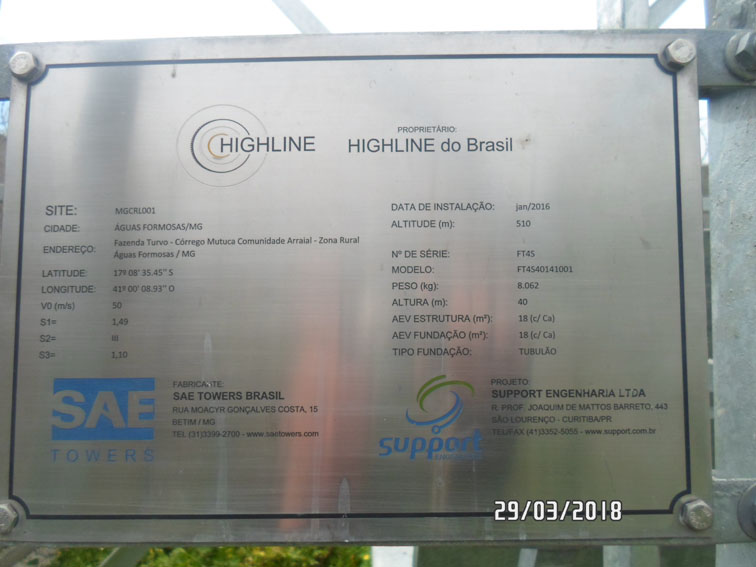 HIGHLINE
PROPRIETÁRIO:
HIGHLINE do Brasil
SITE: MGCRL001
CIDADE: ÁGUAS FORMOSAS/MG
ENDEREÇO: Fazenda Turvo - Córrego Mutuca Comunidade Arraial - Zona Rural
Águas Formosas / MG
LATITUDE: 17º 08' 35.45'' S
LONGITUDE: 41º 00' 08.93'' O
V0 (m/s) 50
S1= 1,49
S2= III
S3= 1,10
DATA DE INSTALAÇÃO: jan/2016
ALTITUDE (m): 510
Nº DE SÉRIE: FT45
MODELO: FT4540141001
PESO (kg): 8.062
ALTURA (m): 40
AEV ESTRUTURA (m²): 18 (c/ Ca)
AEV FUNDAÇÃO (m²): 18 (c/ Ca)
TIPO FUNDAÇÃO: TUBULÃO
SAE
TOWERS
FABRICANTE:
SAE TOWERS BRASIL
RUA MOACYR GONÇALVES COSTA, 15
BETIM / MG
TEL (31)3399-2700 - www.saetowers.com
support
ENGENHARIA
PROJETO:
SUPPORT ENGENHARIA LTDA
R. PROF. JOAQUIM DE MATTOS BARRETO, 443
SÃO LOURENÇO - CURITIBA/PR
TEL/FAX (41)3352-5055 - www.support.com.br
29/03/2018